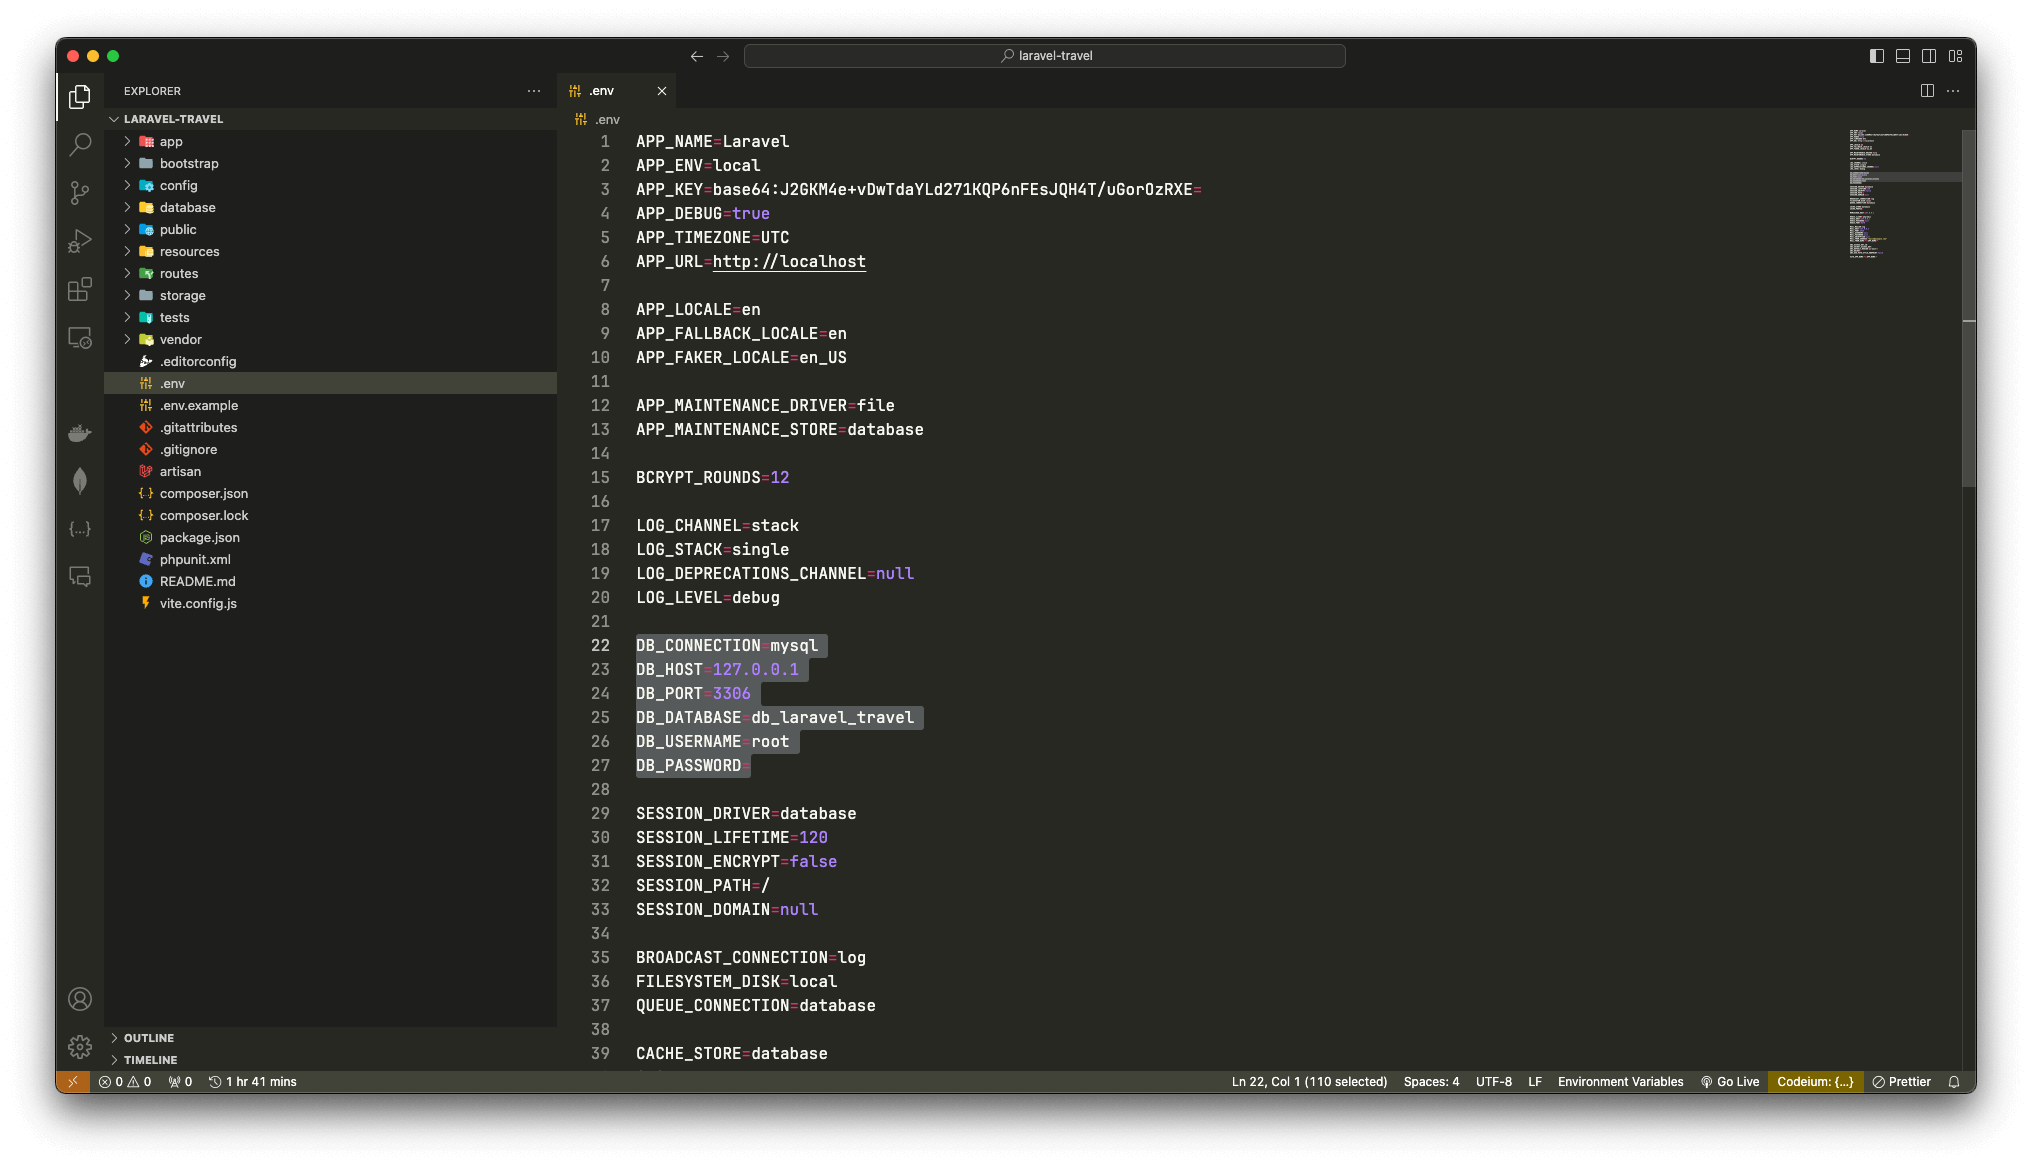 laravel-travel
EXPLORER
.env
LARAVEL-TRAVEL
app
bootstrap
config
database
public
resources
routes
storage
tests
vendor
.editorconfig
.env
.env.example
.gitattributes
.gitignore
artisan
composer.json
composer.lock
package.json
phpunit.xml
README.md
vite.config.js
OUTLINE
TIMELINE
.env
1 APP_NAME=Laravel
2 APP_ENV=local
3 APP_KEY=base64:J2GKM4e+vDwTdaYLd271KQP6nFEsJQH4T/uGorOzRXE=
4 APP_DEBUG=true
5 APP_TIMEZONE=UTC
6 APP_URL=http://localhost
7
8 APP_LOCALE=en
9 APP_FALLBACK_LOCALE=en
10 APP_FAKER_LOCALE=en_US
11
12 APP_MAINTENANCE_DRIVER=file
13 APP_MAINTENANCE_STORE=database
14
15 BCRYPT_ROUNDS=12
16
17 LOG_CHANNEL=stack
18 LOG_STACK=single
19 LOG_DEPRECATIONS_CHANNEL=null
20 LOG_LEVEL=debug
21
22 DB_CONNECTION=mysql
23 DB_HOST=127.0.0.1
24 DB_PORT=3306
25 DB_DATABASE=db_laravel_travel
26 DB_USERNAME=root
27 DB_PASSWORD=
28
29 SESSION_DRIVER=database
30 SESSION_LIFETIME=120
31 SESSION_ENCRYPT=false
32 SESSION_PATH=/
33 SESSION_DOMAIN=null
34
35 BROADCAST_CONNECTION=log
36 FILESYSTEM_DISK=local
37 QUEUE_CONNECTION=database
38
39 CACHE_STORE=database
0 0 0 1 hr 41 mins Ln 22, Col 1 (110 selected) Spaces: 4 UTF-8 LF Environment Variables Go Live Codeium: {...} Prettier